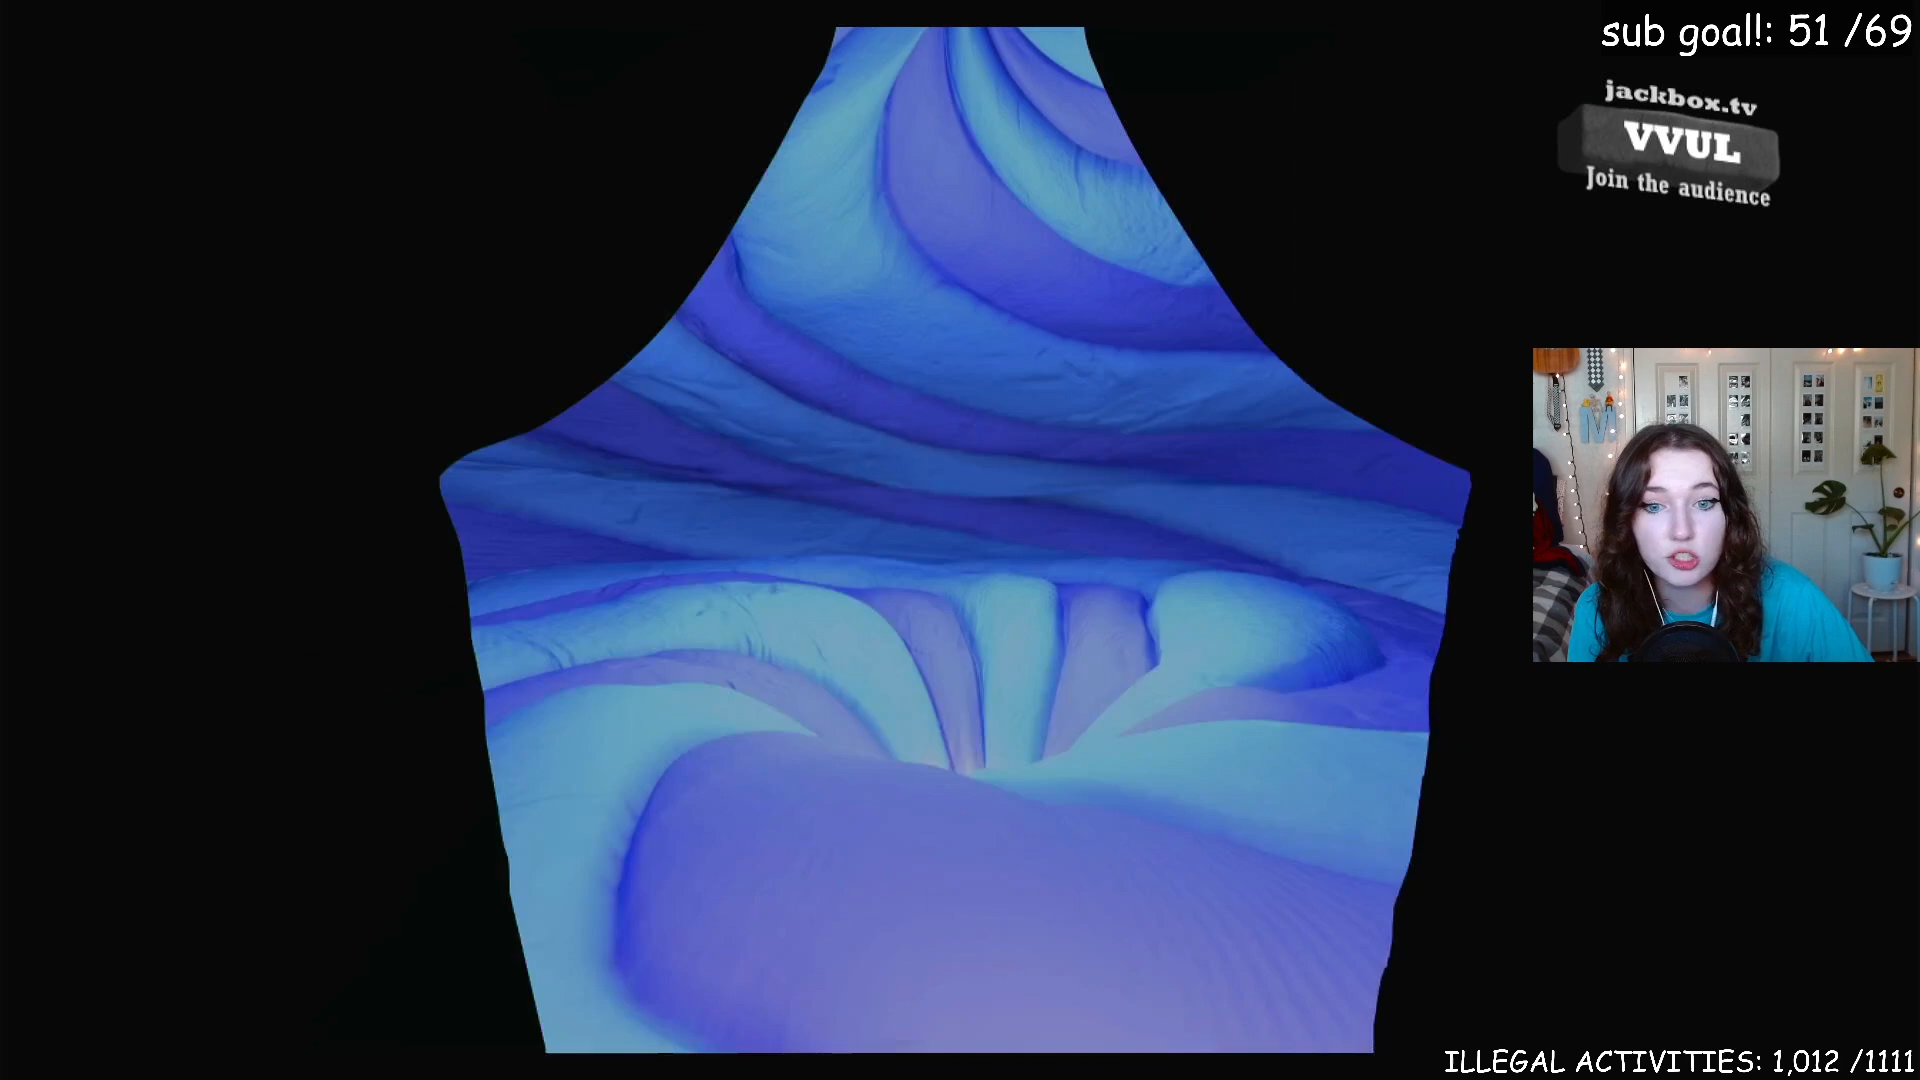 sub goal!: 51 /69
jackbox.tv
VVUL
Join the audience
ILLEGAL ACTIVITIES: 1,012 /1111